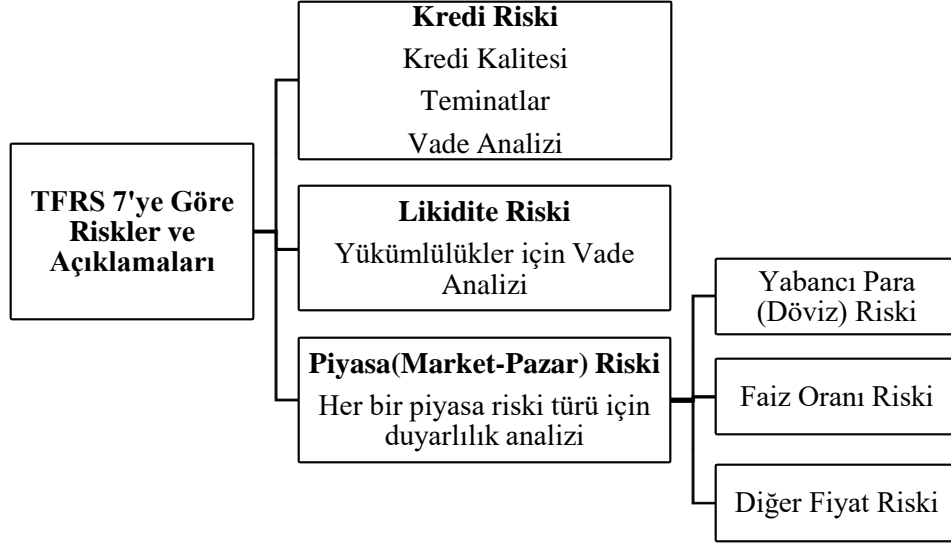 TFRS 7'ye Göre
Riskler ve
Açıklamaları
Kredi Riski
Kredi Kalitesi
Teminatlar
Vade Analizi
Likidite Riski
Yükümlülükler için Vade
Analizi
Piyasa(Market-Pazar) Riski
Her bir piyasa riski türü için
duyarlılık analizi
Yabancı Para
(Döviz) Riski
Faiz Oranı Riski
Diğer Fiyat Riski